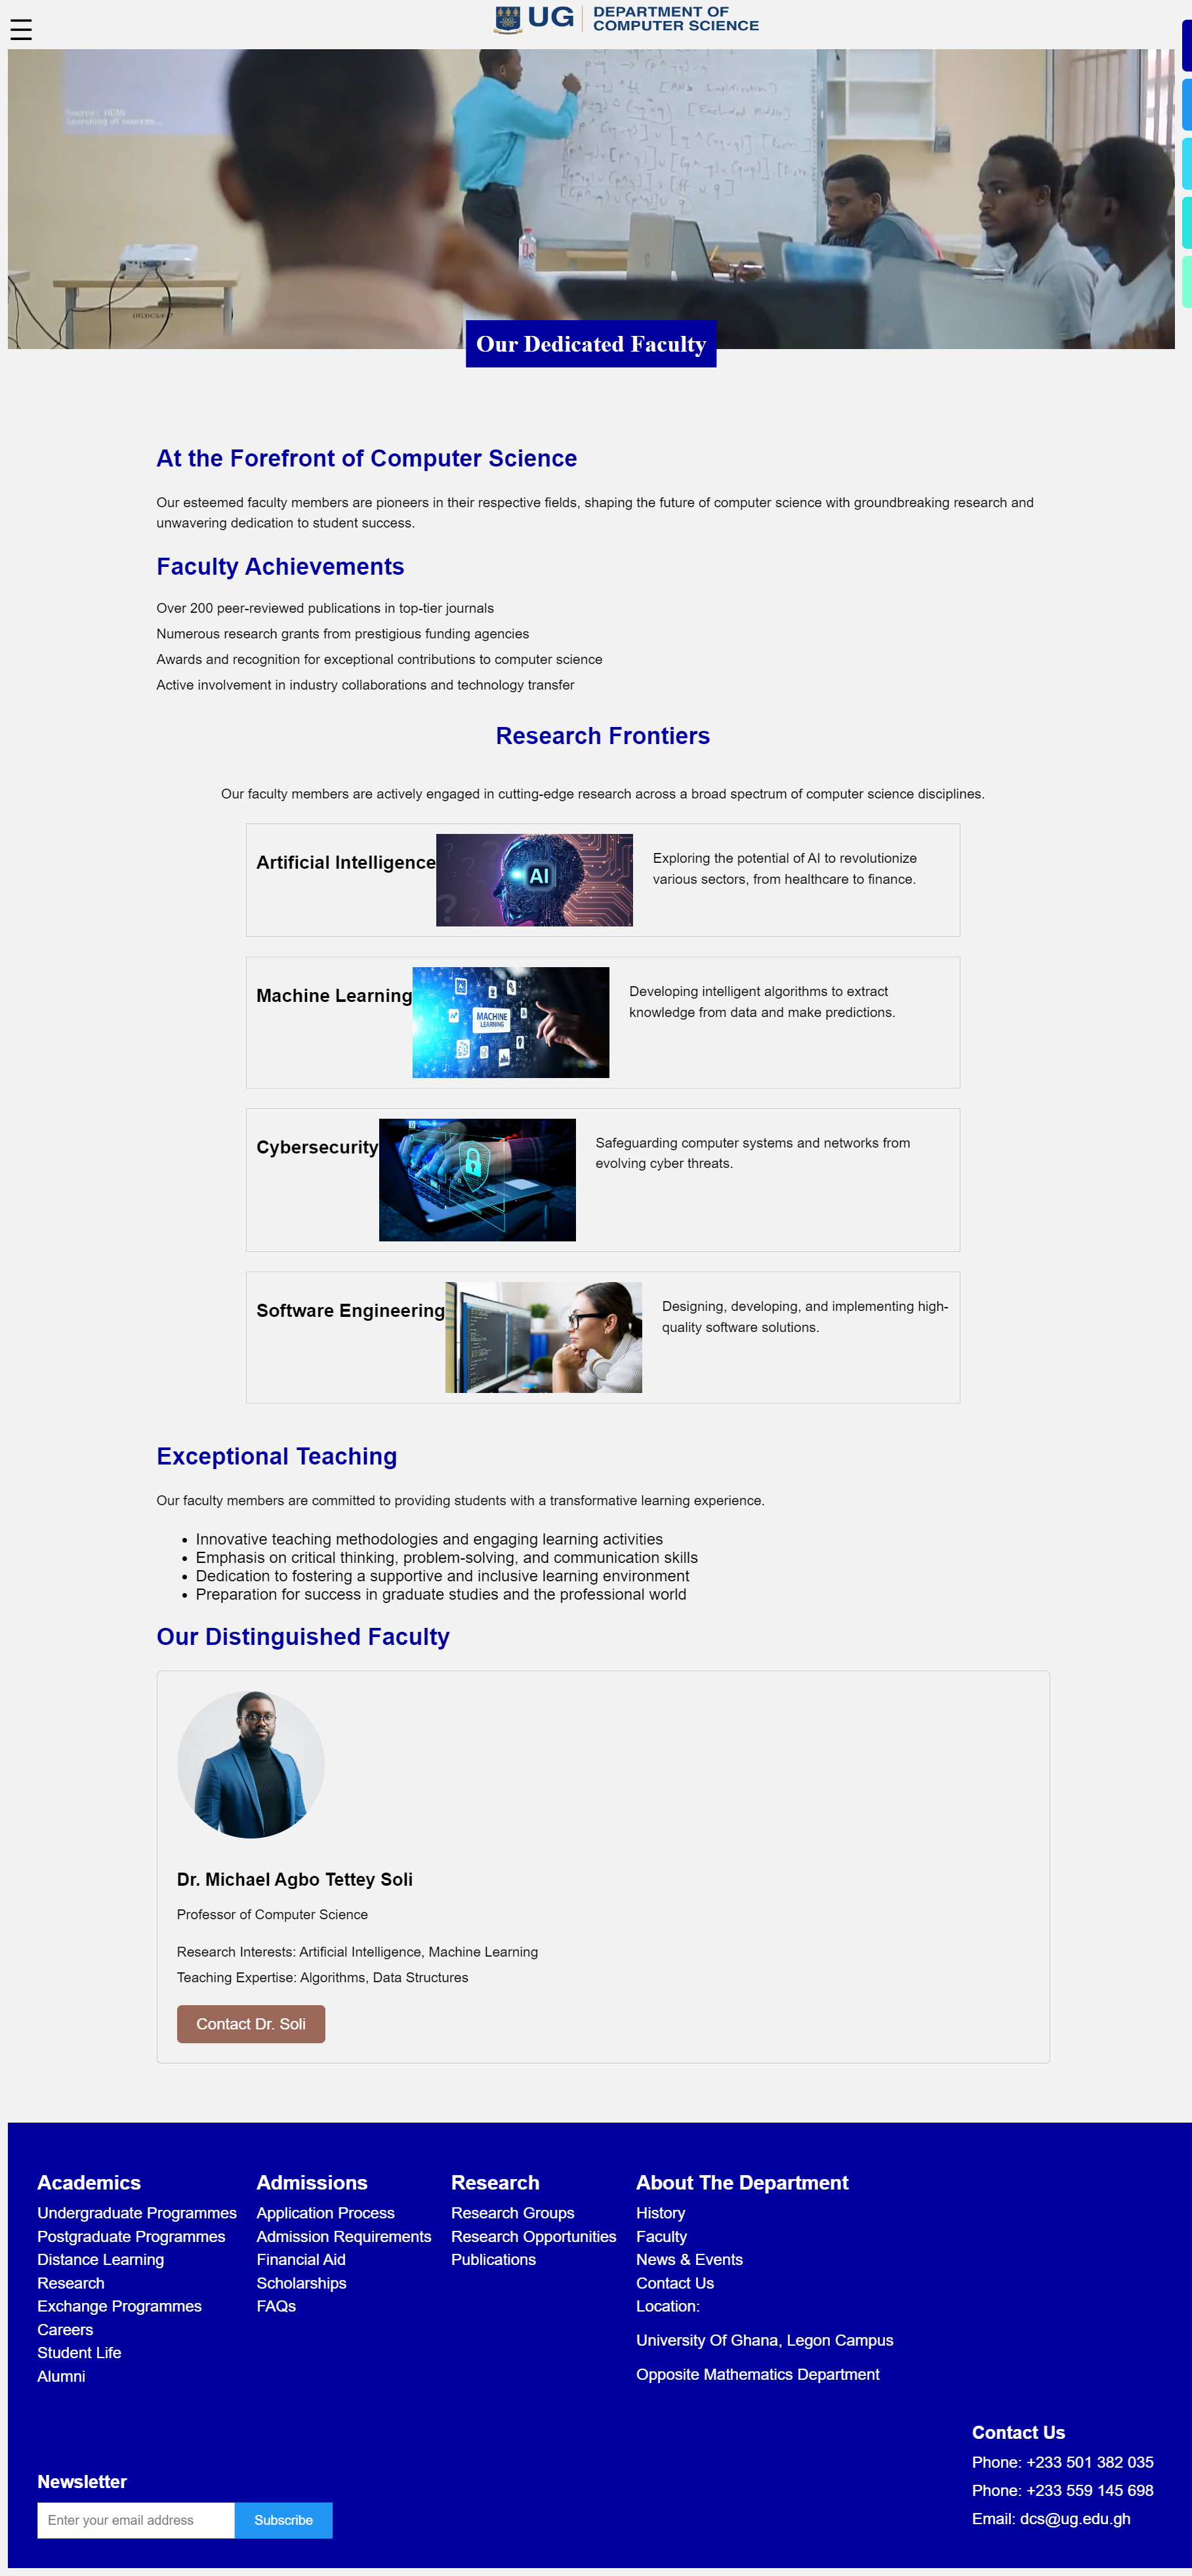 ☰
UG DEPARTMENT OF
COMPUTER SCIENCE
Source: HDMI
Searching all sources...
Our Dedicated Faculty
At the Forefront of Computer Science
Our esteemed faculty members are pioneers in their respective fields, shaping the future of computer science with groundbreaking research and
unwavering dedication to student success.
Faculty Achievements
Over 200 peer-reviewed publications in top-tier journals
Numerous research grants from prestigious funding agencies
Awards and recognition for exceptional contributions to computer science
Active involvement in industry collaborations and technology transfer
Research Frontiers
Our faculty members are actively engaged in cutting-edge research across a broad spectrum of computer science disciplines.
Artificial Intelligence
AI
Exploring the potential of AI to revolutionize
various sectors, from healthcare to finance.
Machine Learning
MACHINE
LEARNING
Developing intelligent algorithms to extract
knowledge from data and make predictions.
Cybersecurity
Safeguarding computer systems and networks from
evolving cyber threats.
Software Engineering
Designing, developing, and implementing high-
quality software solutions.
Exceptional Teaching
Our faculty members are committed to providing students with a transformative learning experience.
• Innovative teaching methodologies and engaging learning activities
• Emphasis on critical thinking, problem-solving, and communication skills
• Dedication to fostering a supportive and inclusive learning environment
• Preparation for success in graduate studies and the professional world
Our Distinguished Faculty
Dr. Michael Agbo Tettey Soli
Professor of Computer Science
Research Interests: Artificial Intelligence, Machine Learning
Teaching Expertise: Algorithms, Data Structures
Contact Dr. Soli
Academics
Undergraduate Programmes
Postgraduate Programmes
Distance Learning
Research
Exchange Programmes
Careers
Student Life
Alumni
Admissions
Application Process
Admission Requirements
Financial Aid
Scholarships
FAQs
Research
Research Groups
Research Opportunities
Publications
About The Department
History
Faculty
News & Events
Contact Us
Location:
University Of Ghana, Legon Campus
Opposite Mathematics Department
Newsletter
Enter your email address
Subscribe
Contact Us
Phone: +233 501 382 035
Phone: +233 559 145 698
Email: dcs@ug.edu.gh